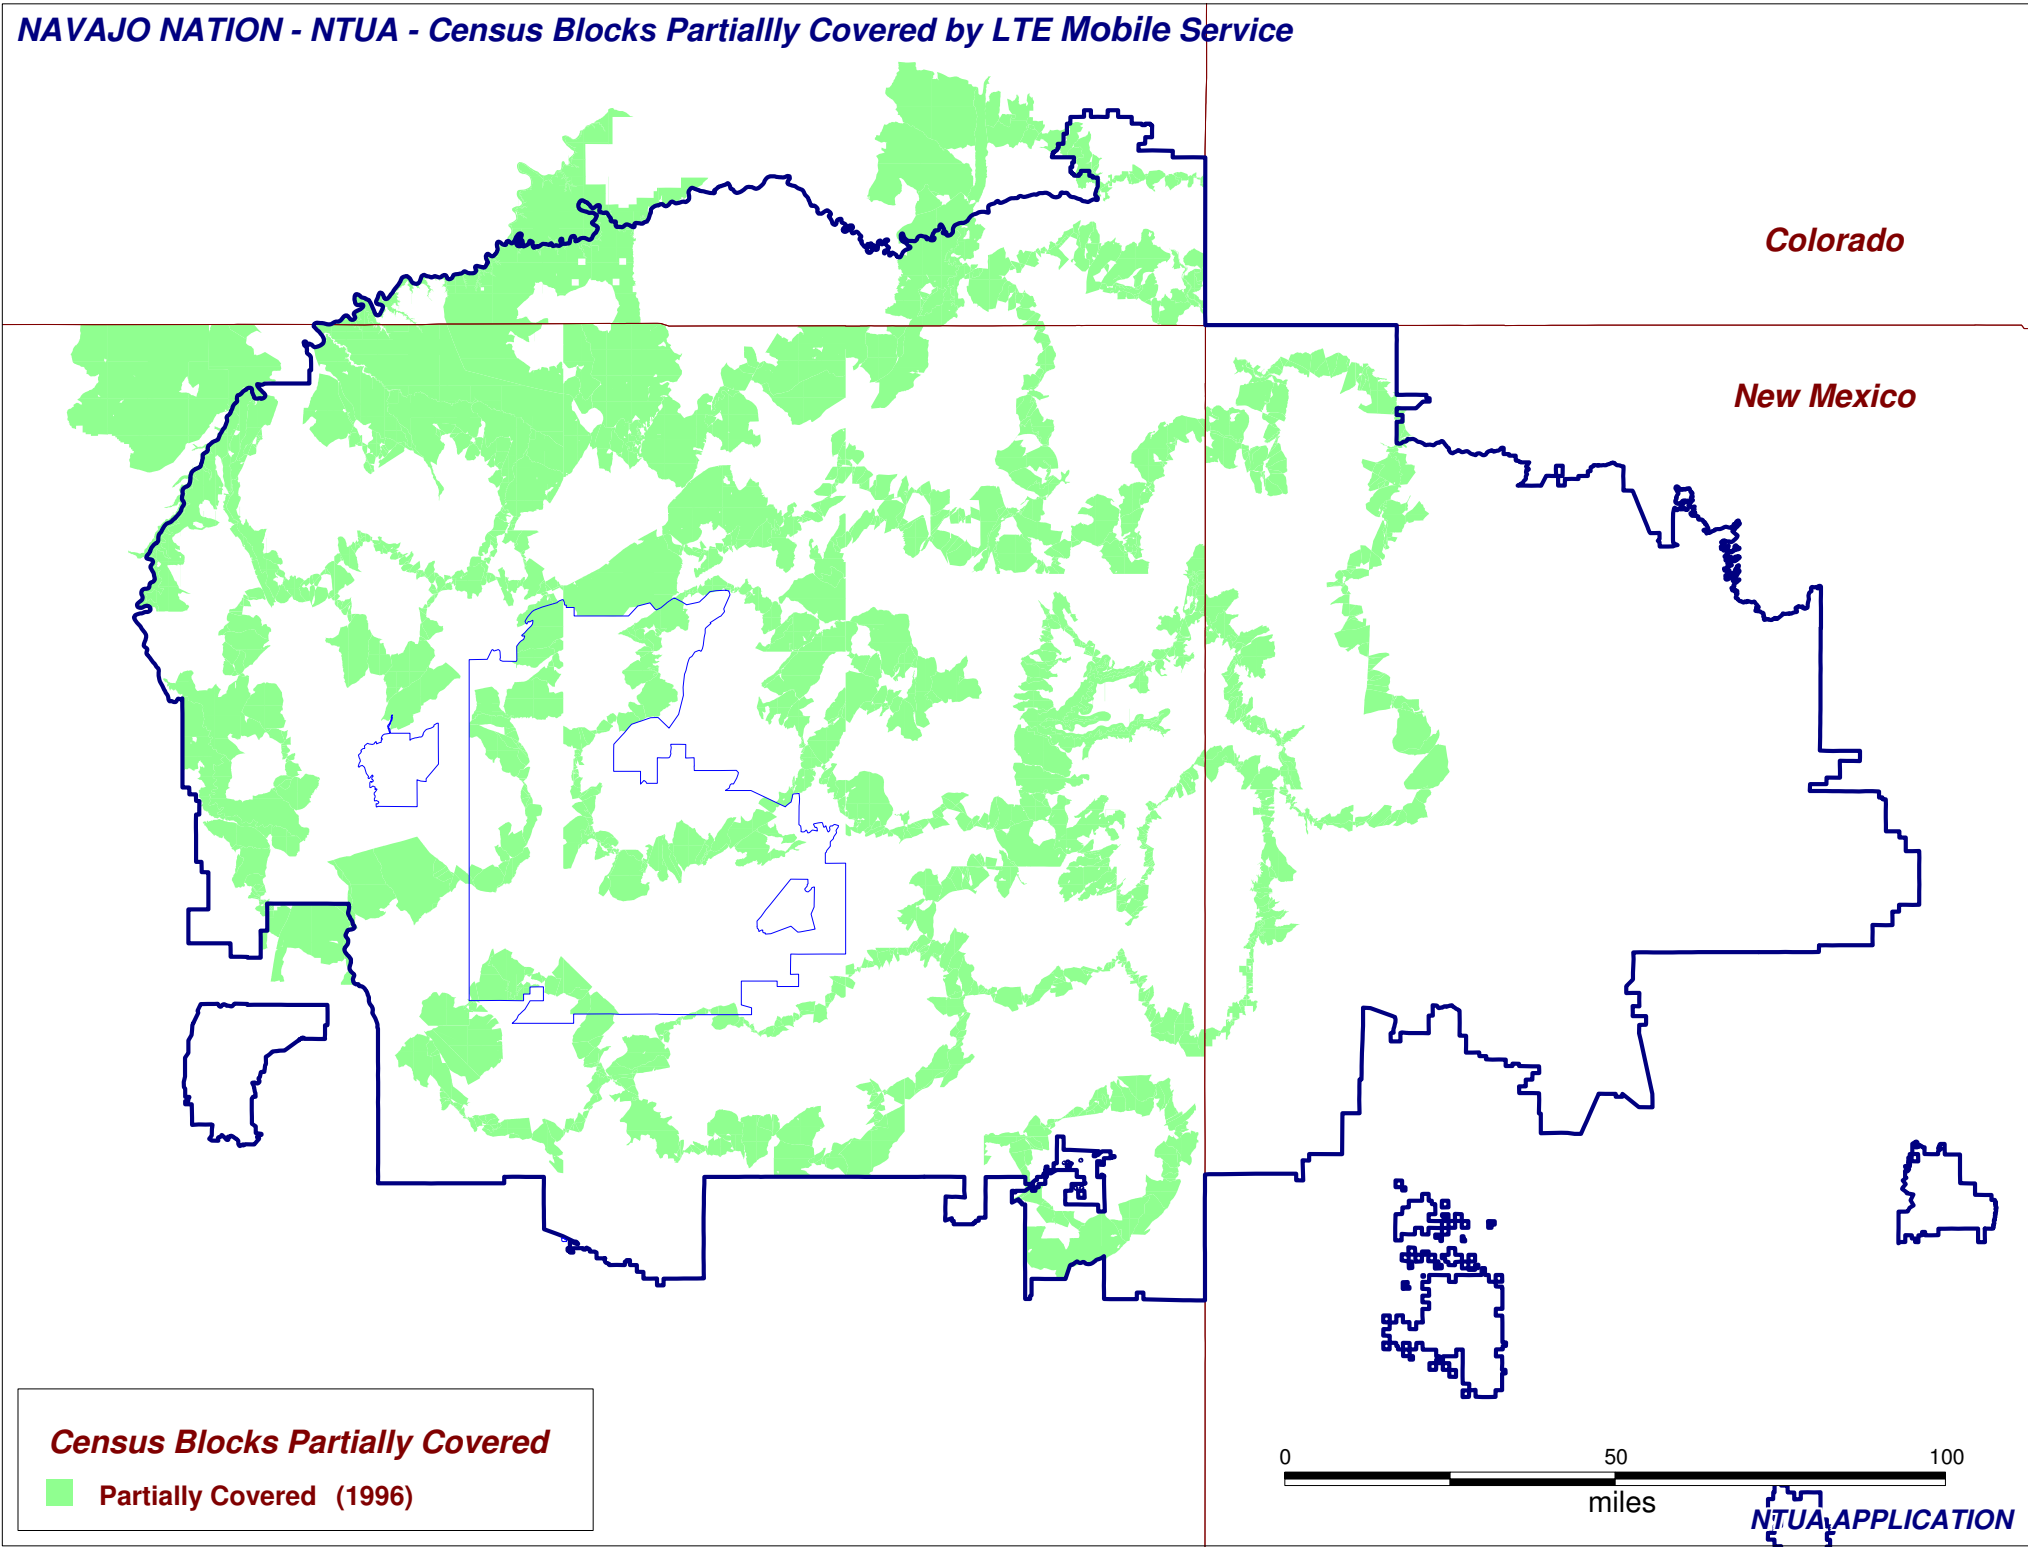 NAVAJO NATION - NTUA - Census Blocks Partiallly Covered by LTE Mobile Service
Colorado
New Mexico
Census Blocks Partially Covered
Partially Covered (1996)
0 50 100
miles
NTUA APPLICATION